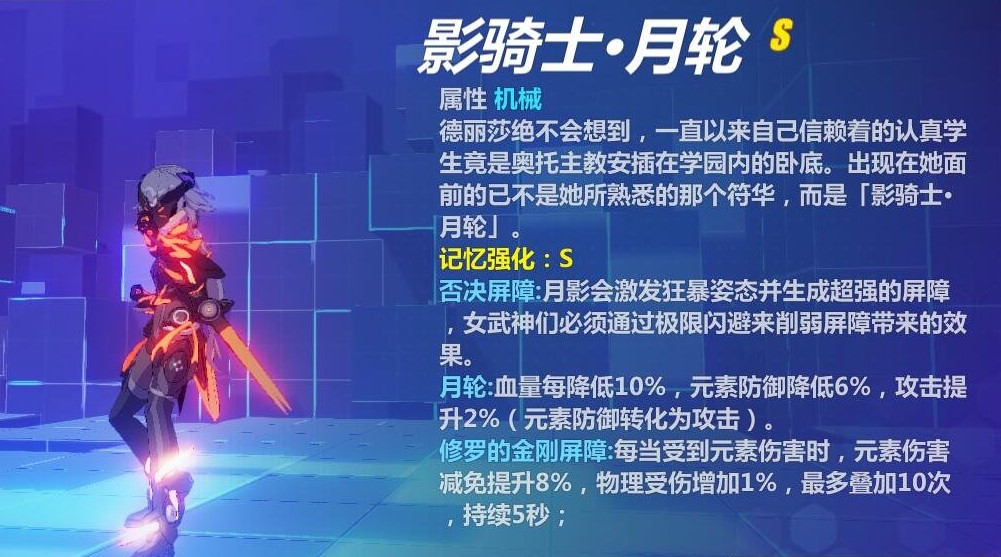 影骑士·月轮 S
属性 机械
德丽莎绝不会想到，一直以来自己信赖着的认真学
生竟是奥托主教安插在学园内的卧底。出现在她面
前的已不是她所熟悉的那个符华，而是「影骑士·
月轮」。
记忆强化：S
否决屏障:月影会激发狂暴姿态并生成超强的屏障
，女武神们必须通过极限闪避来削弱屏障带来的效
果。
月轮:血量每降低10%，元素防御降低6%，攻击提
升2%（元素防御转化为攻击）。
修罗的金刚屏障:每当受到元素伤害时，元素伤害
减免提升8%，物理受伤增加1%，最多叠加10次
，持续5秒；